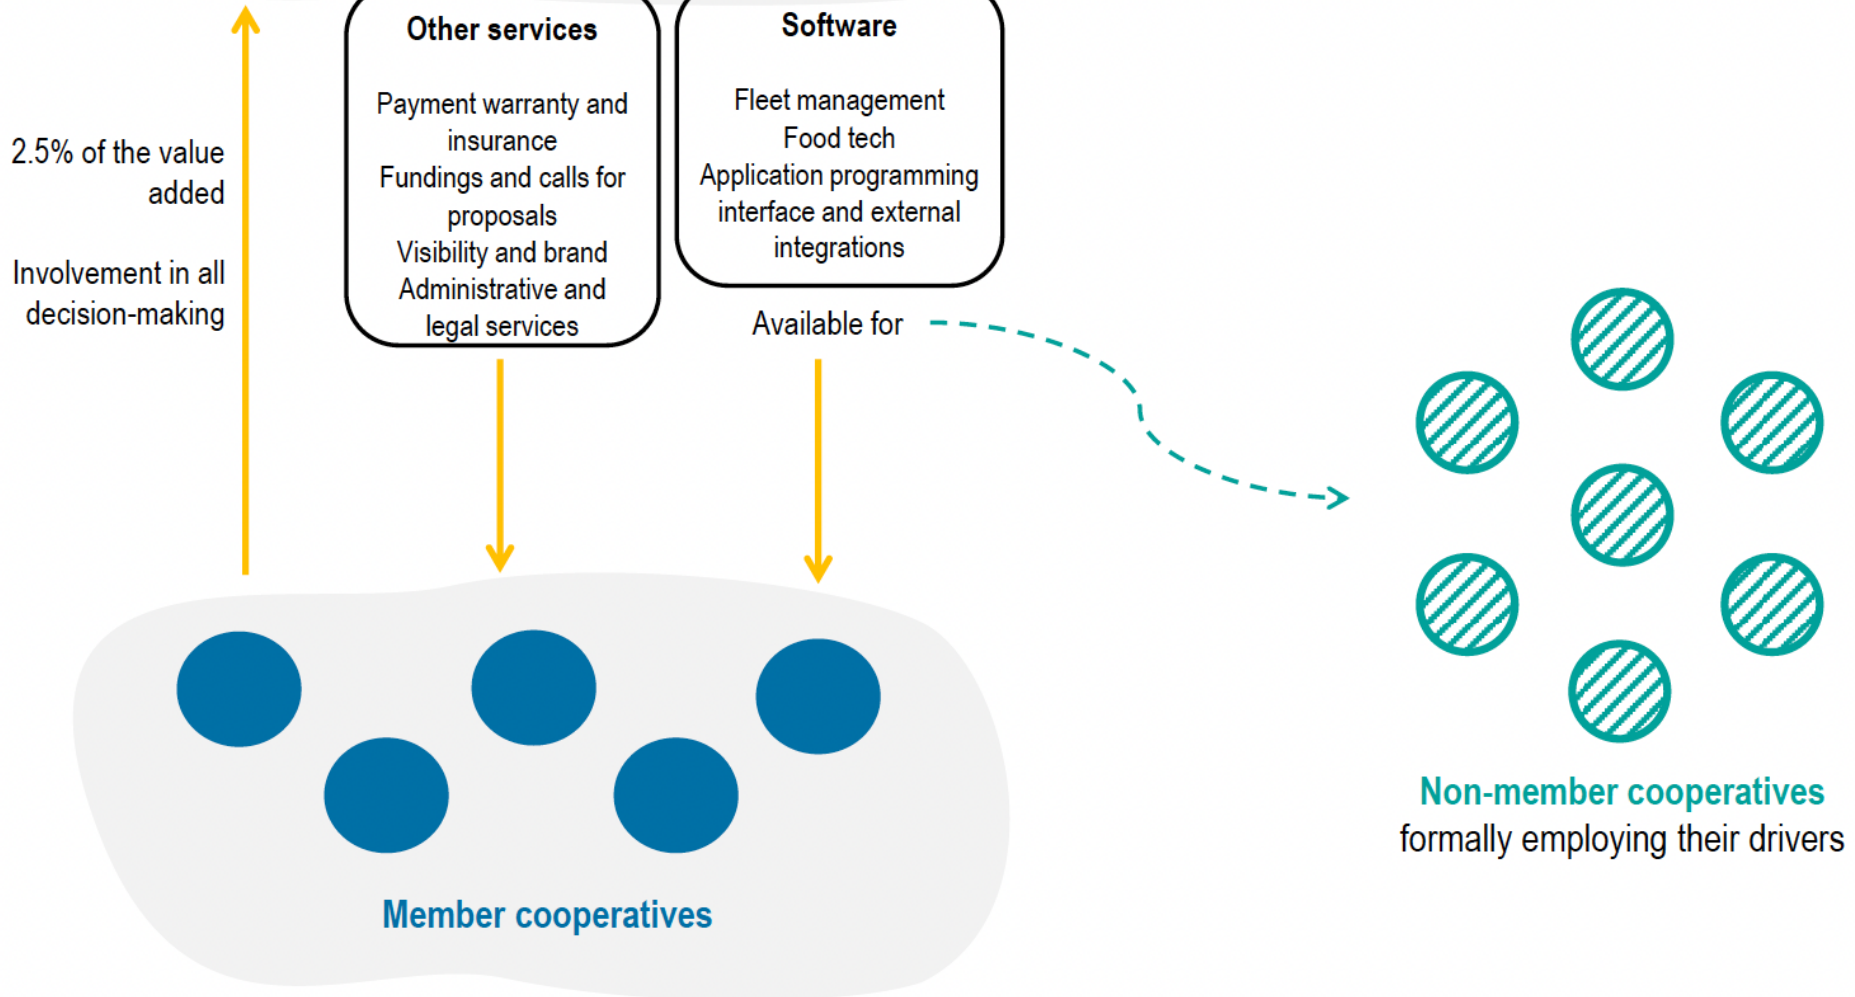 2.5% of the value
added
Involvement in all
decision-making
Other services
Payment warranty and
insurance
Fundings and calls for
proposals
Visibility and brand
Administrative and
legal services
Software
Fleet management
Food tech
Application programming
interface and external
integrations
Available for
Member cooperatives
Non-member cooperatives
formally employing their drivers